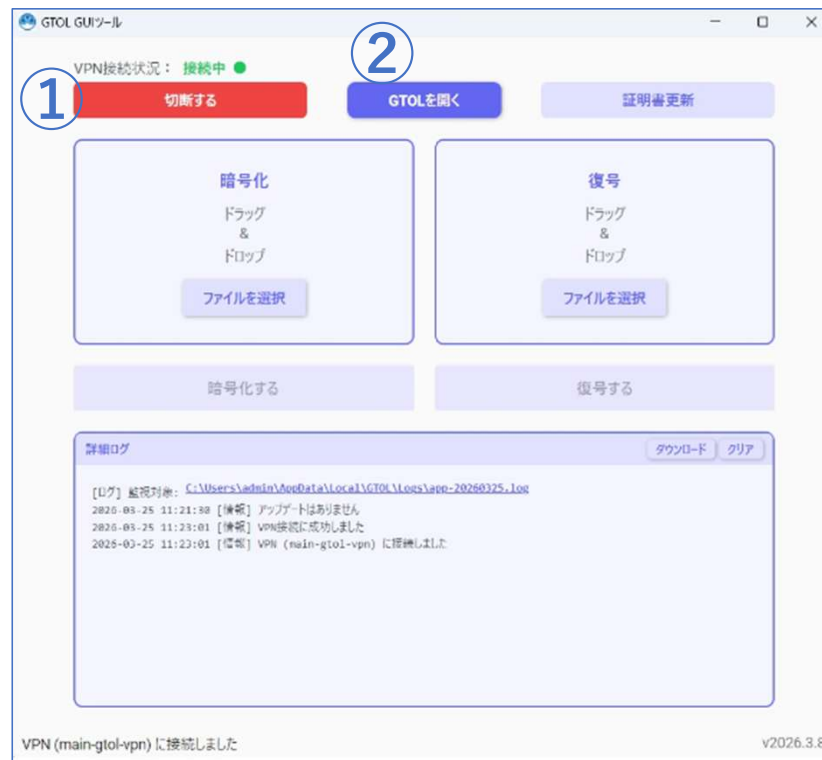 GTOL GUIツール
VPN接続状況： 接続中
① ②
切断する GTOLを開く 証明書更新
暗号化 復号
ドラッグ ドラッグ
& &
ドロップ ドロップ
ファイルを選択 ファイルを選択
暗号化する 復号する
詳細ログ ダウンロード クリア
[ログ] 監視対象: C:\Users\admin\AppData\Local\GTOL\Logs\app-20260325.log
2026-03-25 11:21:30 [情報] アップデートはありません
2026-03-25 11:23:01 [情報] VPN接続に成功しました
2026-03-25 11:23:01 [情報] VPN (main-gtol-vpn) に接続しました
VPN (main-gtol-vpn) に接続しました v2026.3.8